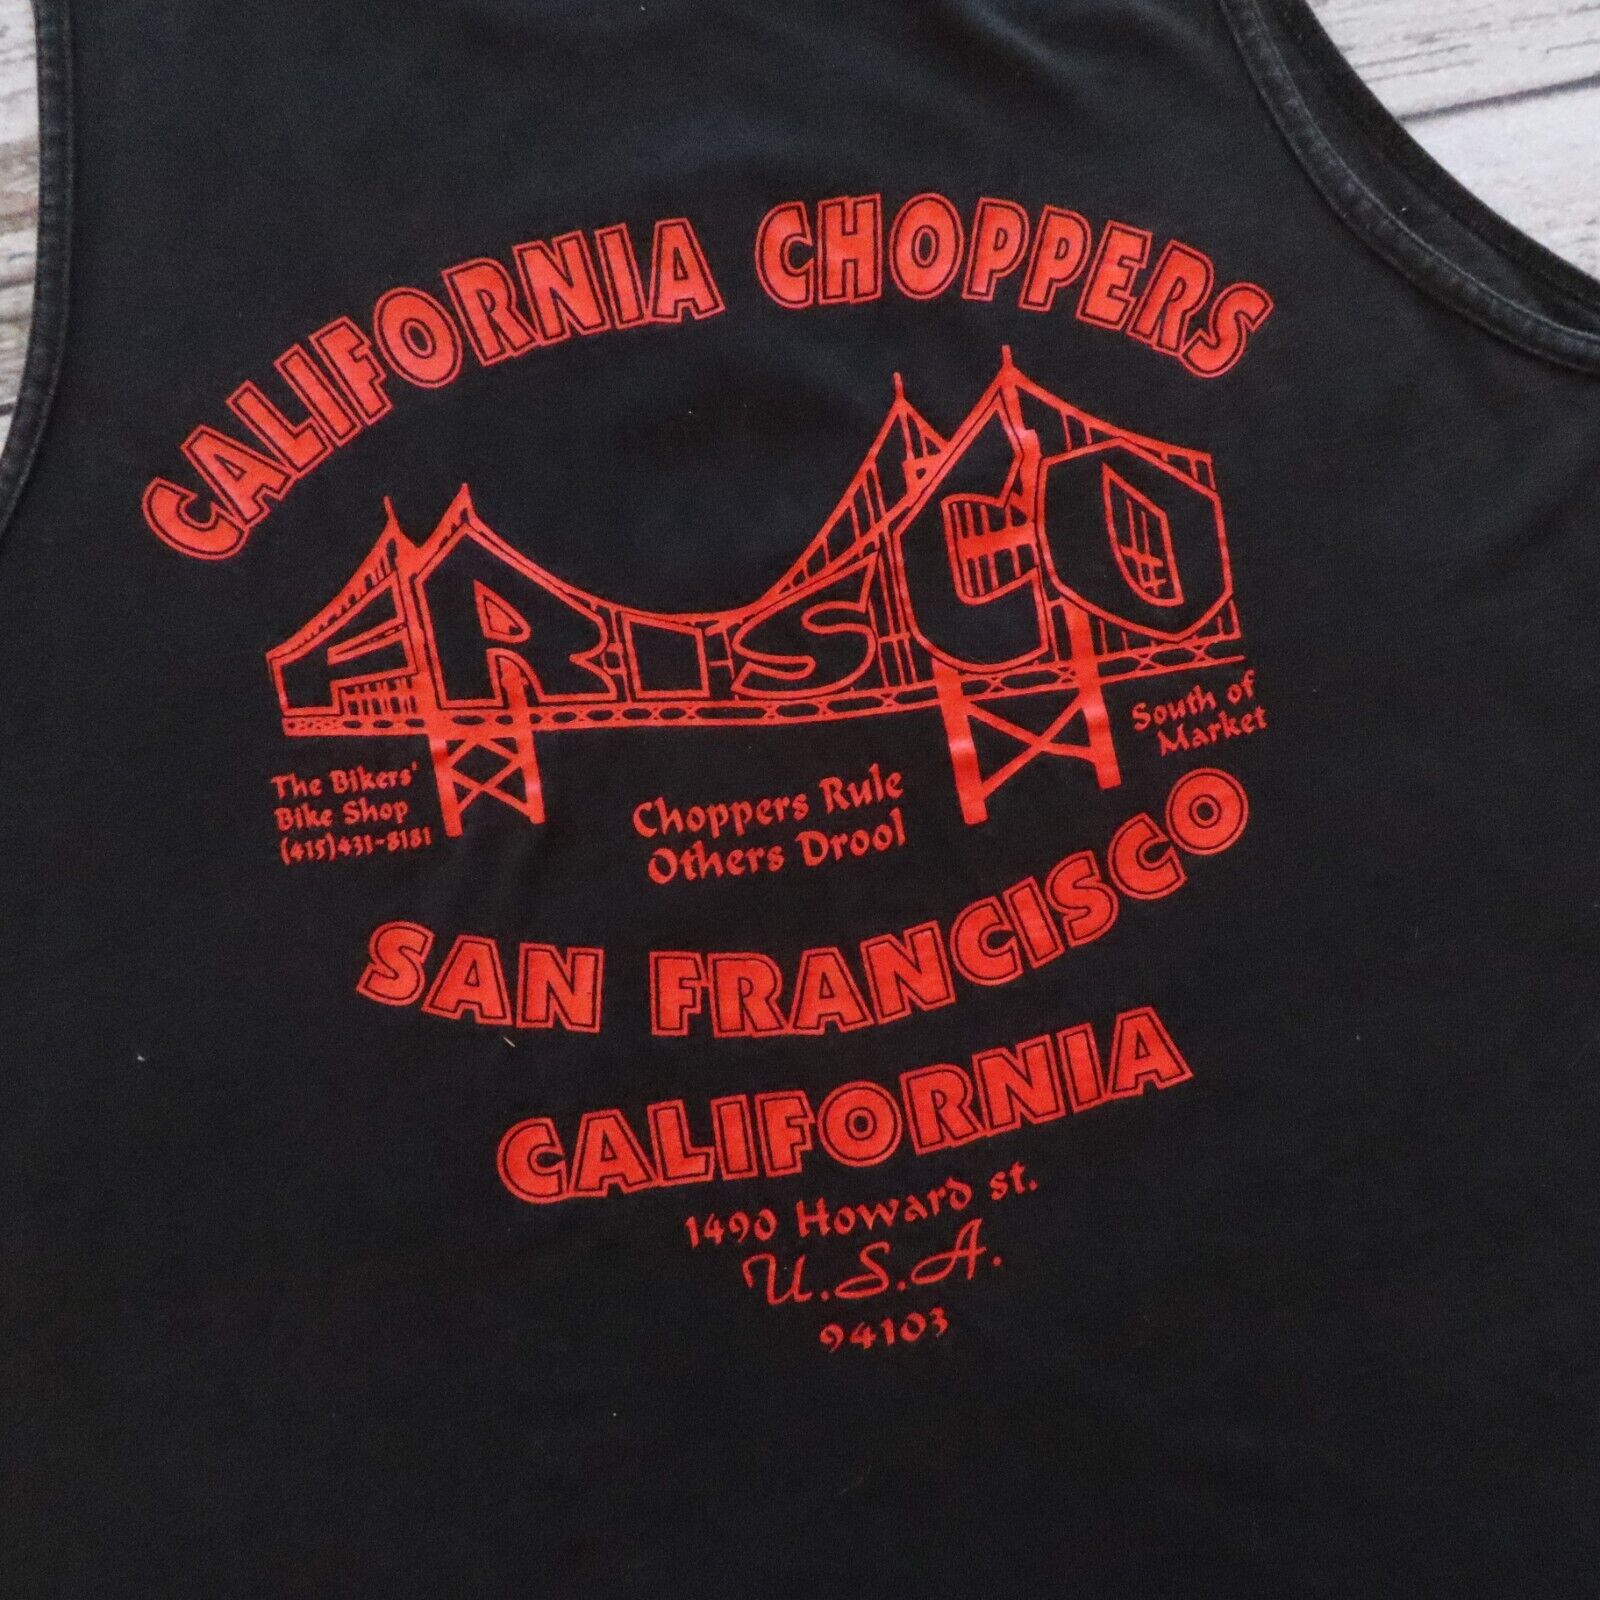 CALIFORNIA CHOPPERS
FRISCO
South of
Market
The Bikers'
Bike Shop
(415)431-8181
Choppers Rule
Others Drool
SAN FRANCISCO
CALIFORNIA
1490 Howard st.
U.S.A.
94103